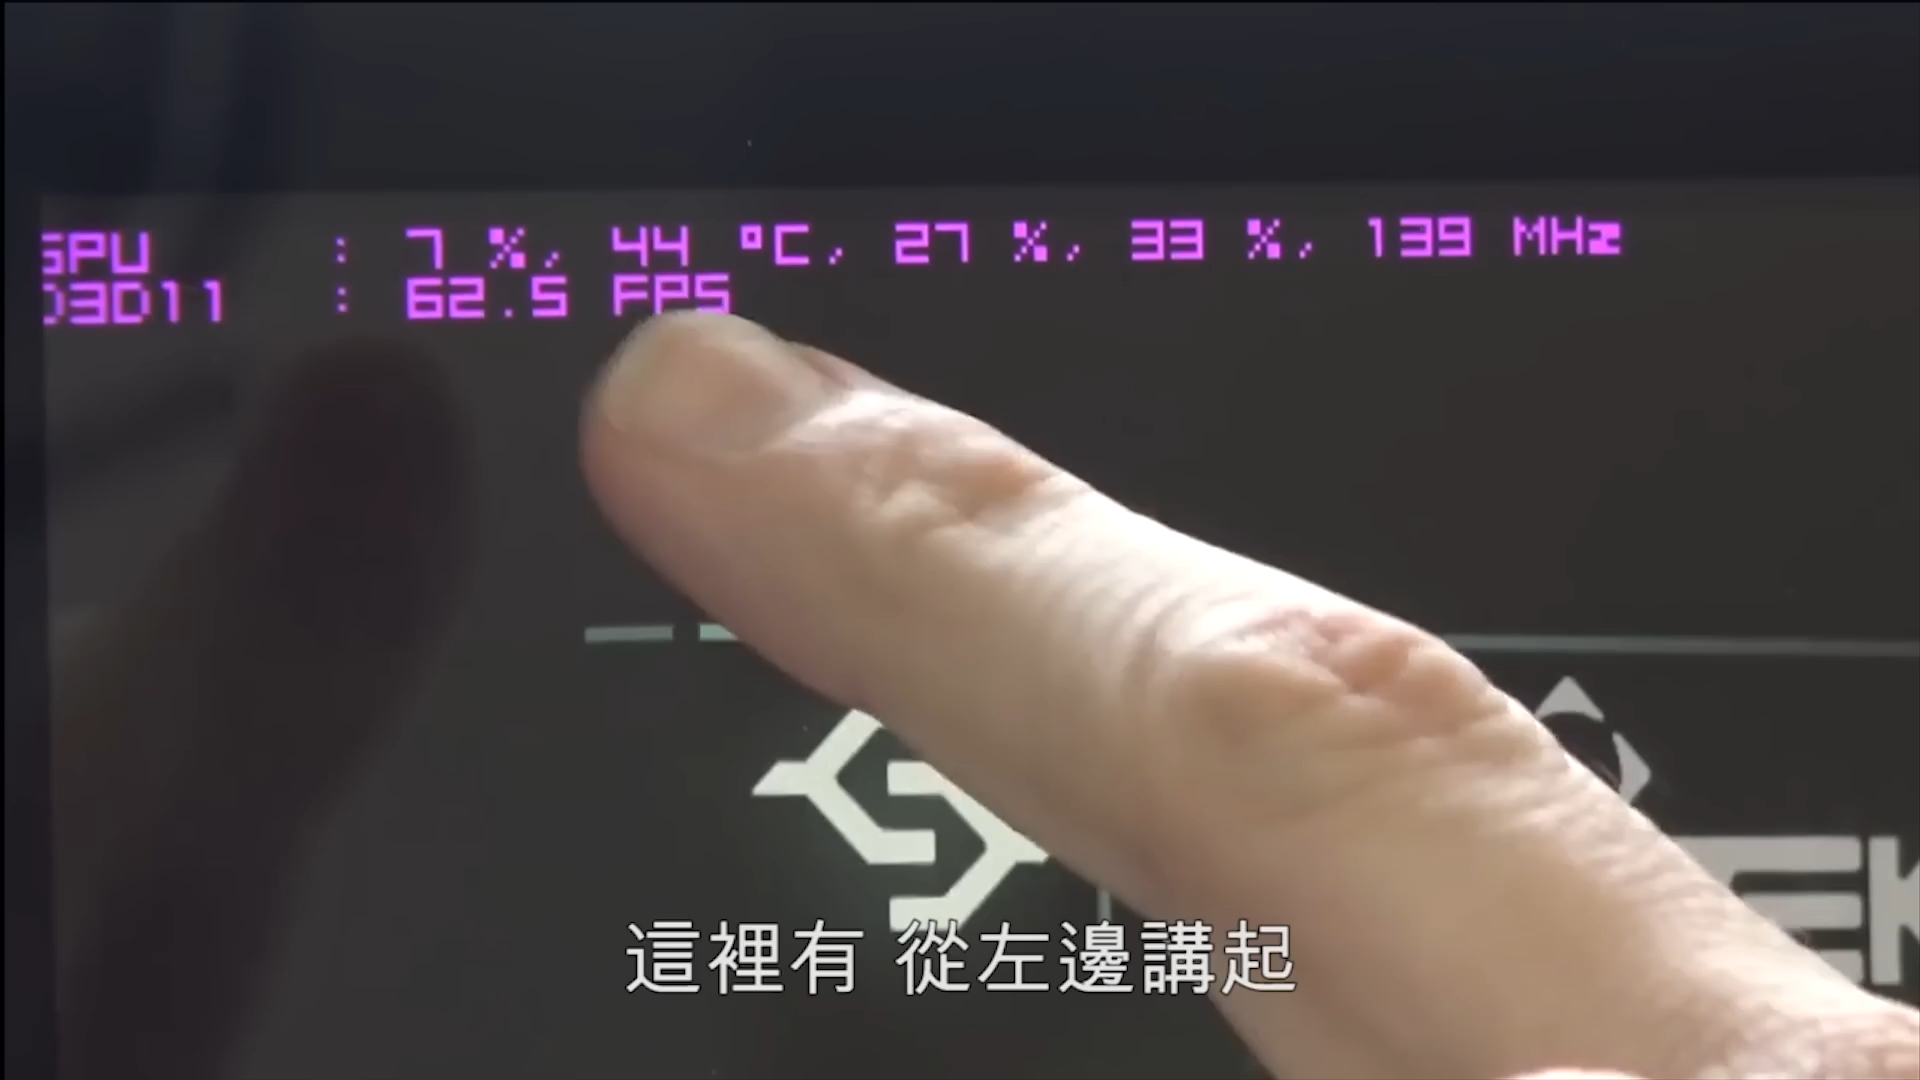 GPU : 7 %, 44 °C, 27 %, 33 %, 139 MHz
D3D11 : 62.5 FPS
EK
這裡有 從左邊講起